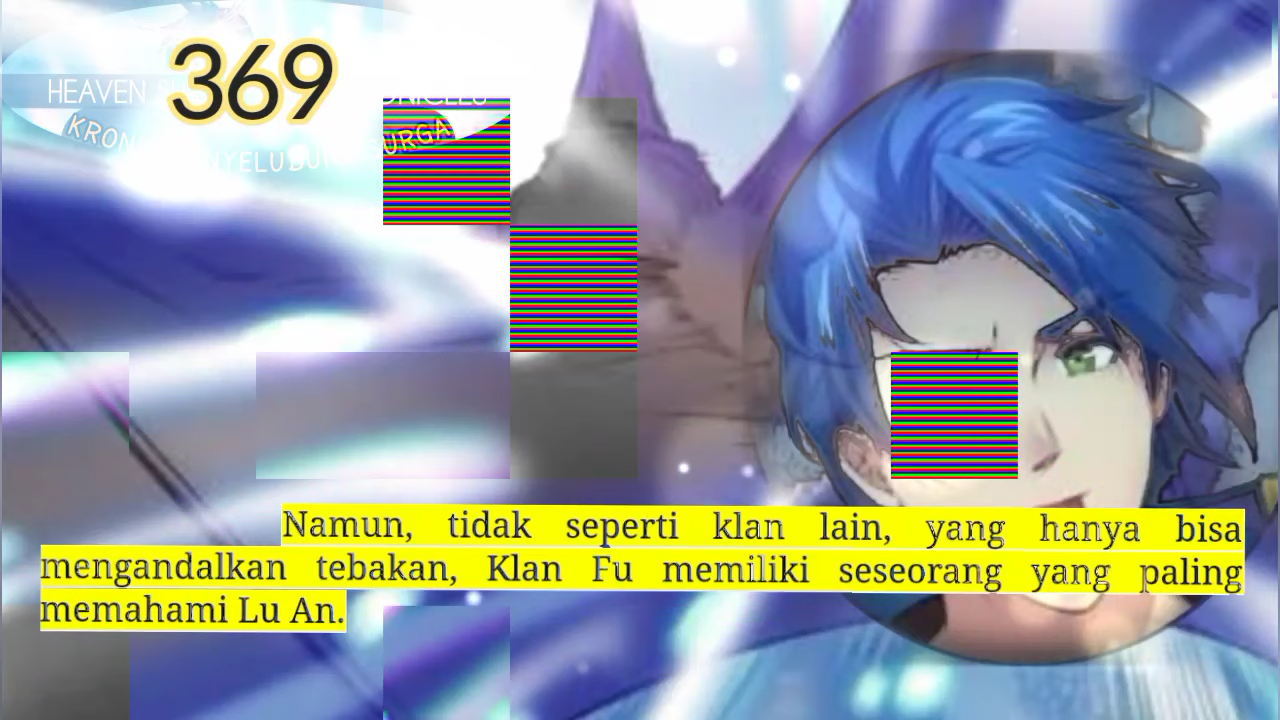 369
HEAVEN
Namun, tidak seperti klan lain, yang hanya bisa
mengandalkan tebakan, Klan Fu memiliki seseorang yang paling
memahami Lu An.